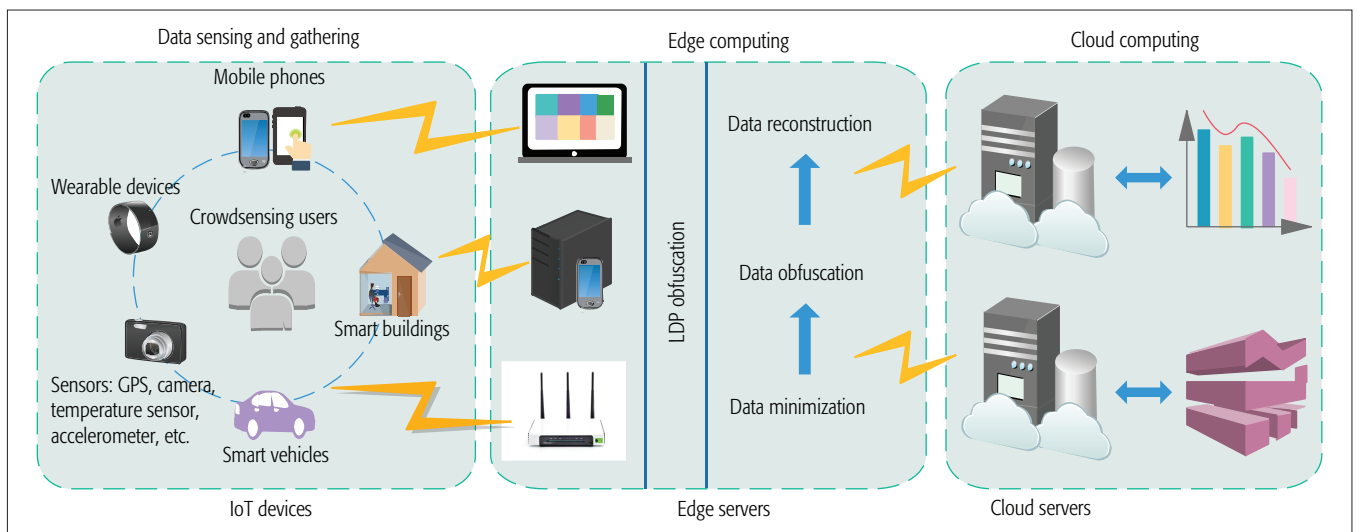 Data sensing and gathering
Edge computing
Cloud computing
Mobile phones
Wearable devices
Crowdsensing users
Smart buildings
Sensors: GPS, camera,
temperature sensor,
accelerometer, etc.
Smart vehicles
LDP obfuscation
Data reconstruction
Data obfuscation
Data minimization
IoT devices
Edge servers
Cloud servers